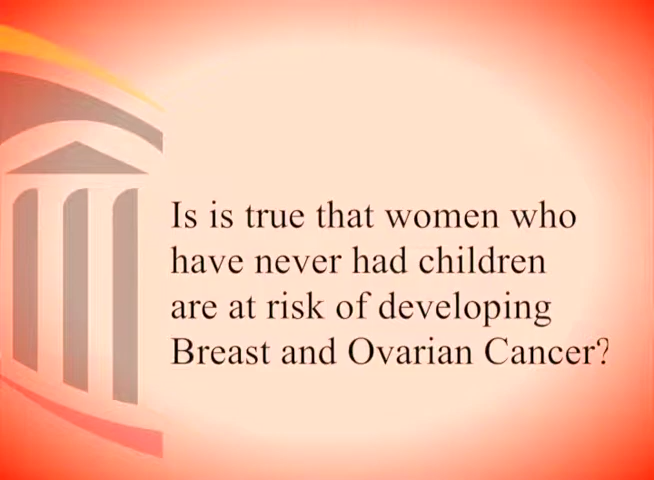 Is is true that women who
have never had children
are at risk of developing
Breast and Ovarian Cancer?